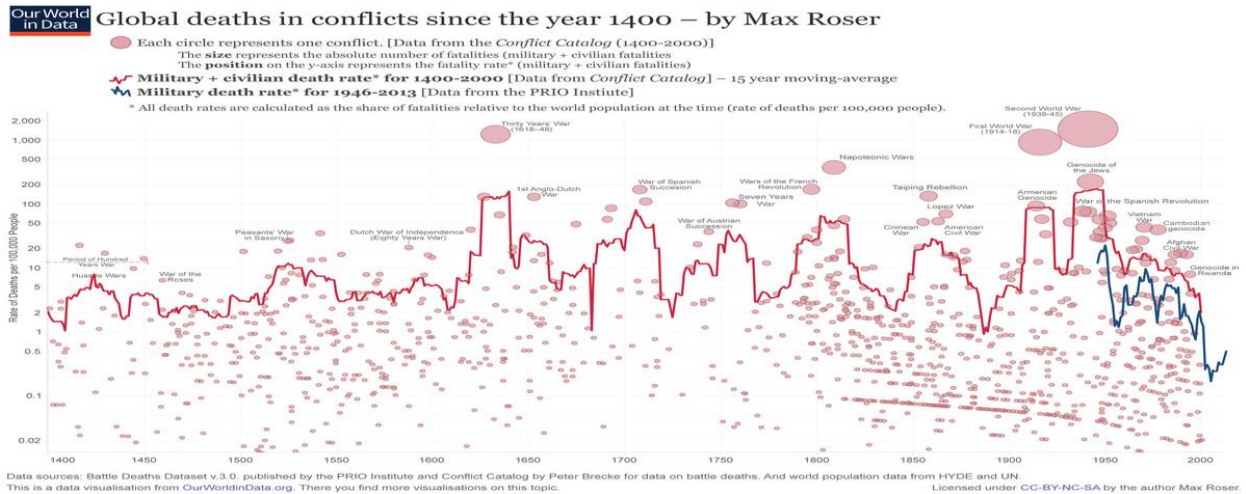 Our World
in Data
Global deaths in conflicts since the year 1400 – by Max Roser
Each circle represents one conflict. [Data from the Conflict Catalog (1400-2000)]
The size represents the absolute number of fatalities (military + civilian fatalities
The position on the y-axis represents the fatality rate* (military + civilian fatalities)
Military + civilian death rate* for 1400-2000 [Data from Conflict Catalog] – 15 year moving-average
Military death rate* for 1946-2013 [Data from the PRIO Instiute]
* All death rates are calculated as the share of fatalities relative to the world population at the time (rate of deaths per 100,000 people).
Rate of Deaths per 100,000 People
2,000
1,000
500
200
100
50
20
10
5
2
1
0.5
0.1
0.02
Period of Hundred
Years War
Hussite Wars
War of the
Roses
Peasants' War
in Saxony
Dutch War of Independence
(Eighty Years War)
Thirty Years' War
(1618-48)
1st Anglo-Dutch
War
War of Spanish
Succesion
War of Austrian
Succession
Seven Years
War
Wars of the French
Revolution
Napoleonic Wars
Taiping Rebellion
Lopez War
Crimean
War
American
Civil War
First World War
(1914-18)
Second World War
(1939-45)
Armenian
Genocide
Genocide of
the Jews
War of the Spanish Revolution
Vietnam
War
Cambodian
genocide
Afghan
Civil War
Genocide in
Rwanda
1400
1450
1500
1550
1600
1650
1700
1750
1800
1850
1900
1950
2000
Data sources: Battle Deaths Dataset v.3.0. published by the PRIO Institute and Conflict Catalog by Peter Brecke for data on battle deaths. And world population data from HYDE and UN.
This is a data visualisation from OurWorldinData.org. There you find more visualisations on this topic.
Licensed under CC-BY-NC-SA by the author Max Roser.